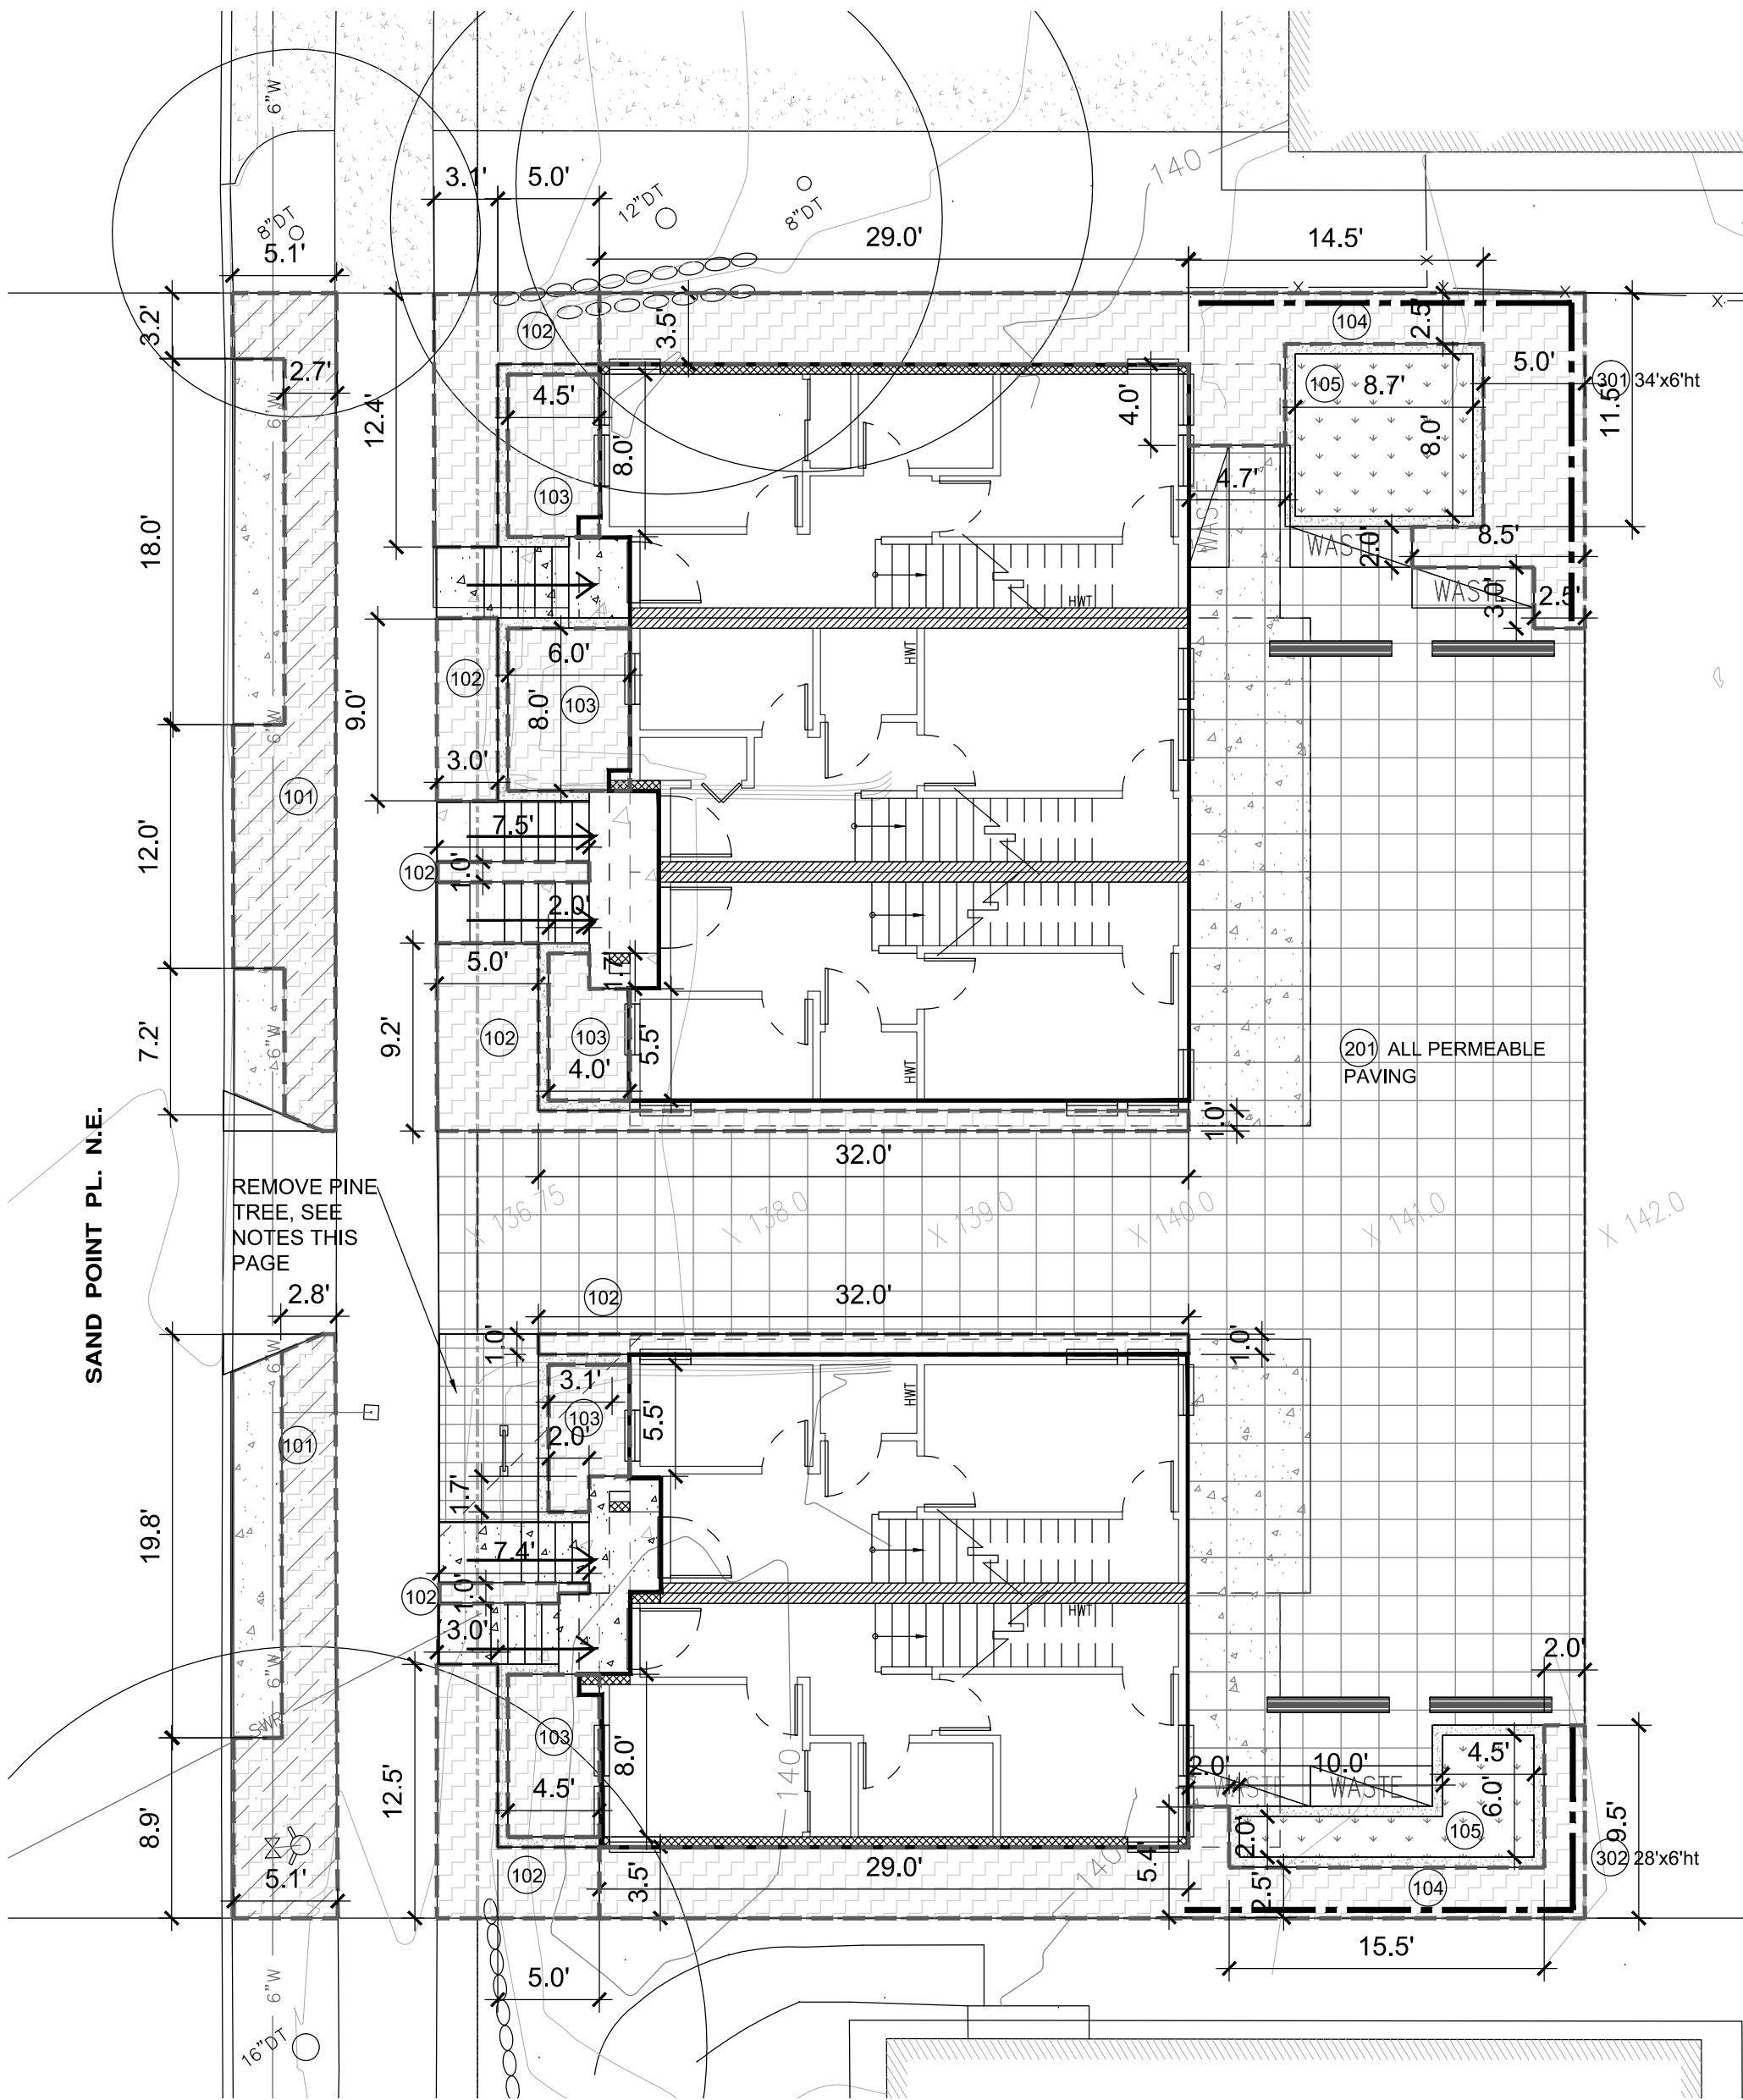 6"W
3.1'
5.0'
12"DT
8"DT
140
8"DT
5.1'
29.0'
14.5'
3.2'
102
3.5'
104
2.5'
2.7'
12.4'
4.5'
4.0'
105
8.7'
5.0'
301 34'x6'ht
11.5'
6"W
8.0'
8.0'
103
4.7'
18.0'
WASTE
WASTE
2.0'
8.5'
WASTE
3.0'
2.5'
HWT
6.0'
HWT
102
103
9.0'
8.0'
6"W
3.0'
101
7.5'
12.0'
102
1.0'
2.0'
5.0'
1.7'
102
103
5.5'
7.2'
9.2'
6"W
4.0'
HWT
201 ALL PERMEABLE
PAVING
1.0'
SAND POINT PL. N.E.
32.0'
REMOVE PINE
TREE, SEE
NOTES THIS
PAGE
X 136.75
X 138.0
X 139.0
X 140.0
X 141.0
X 142.0
2.8'
102
32.0'
1.0'
1.0'
6"W
3.1'
103
HWT
2.0'
5.5'
101
1.7'
19.8'
7.4'
102
1.0'
HWT
3.0'
6"W
2.0'
SWR
103
8.0'
140
2.0'
10.0'
4.5'
WASTE
WASTE
6.0'
4.5'
12.5'
8.9'
105
9.5'
2.0'
302 28'x6'ht
5.1'
102
3.5'
29.0'
140
5.4'
2.5'
104
15.5'
5.0'
6"W
16"DT